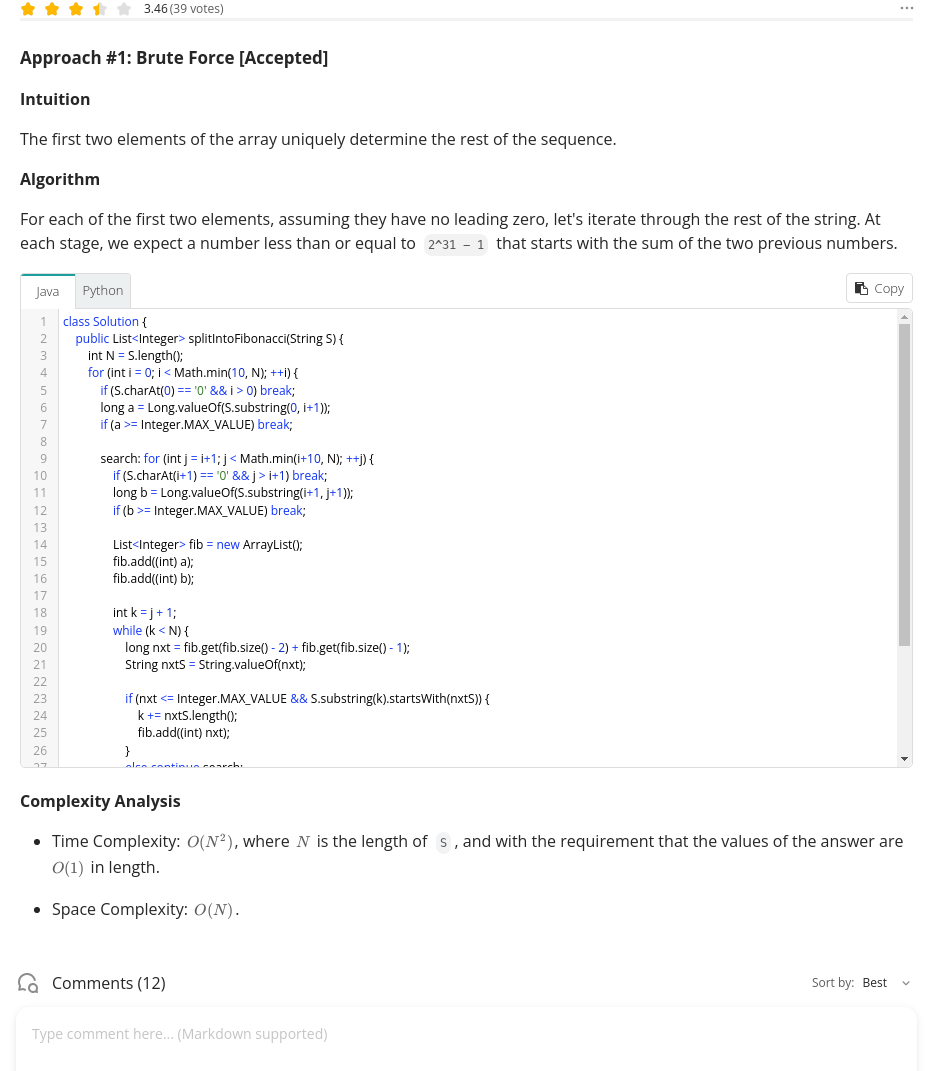 3.46 (39 votes)
Approach #1: Brute Force [Accepted]
Intuition
The first two elements of the array uniquely determine the rest of the sequence.
Algorithm
For each of the first two elements, assuming they have no leading zero, let's iterate through the rest of the string. At
each stage, we expect a number less than or equal to 2^31 - 1 that starts with the sum of the two previous numbers.
Java Python Copy
1 class Solution {
2 public List<Integer> splitIntoFibonacci(String S) {
3 int N = S.length();
4 for (int i = 0; i < Math.min(10, N); ++i) {
5 if (S.charAt(0) == '0' && i > 0) break;
6 long a = Long.valueOf(S.substring(0, i+1));
7 if (a >= Integer.MAX_VALUE) break;
8
9 search: for (int j = i+1; j < Math.min(i+10, N); ++j) {
10 if (S.charAt(i+1) == '0' && j > i+1) break;
11 long b = Long.valueOf(S.substring(i+1, j+1));
12 if (b >= Integer.MAX_VALUE) break;
13
14 List<Integer> fib = new ArrayList();
15 fib.add((int) a);
16 fib.add((int) b);
17
18 int k = j + 1;
19 while (k < N) {
20 long nxt = fib.get(fib.size() - 2) + fib.get(fib.size() - 1);
21 String nxtS = String.valueOf(nxt);
22
23 if (nxt <= Integer.MAX_VALUE && S.substring(k).startsWith(nxtS)) {
24 k += nxtS.length();
25 fib.add((int) nxt);
26 }
27 else continue search;
Complexity Analysis
Time Complexity: O(N²), where N is the length of S, and with the requirement that the values of the answer are
O(1) in length.
Space Complexity: O(N).
Comments (12) Sort by: Best
Type comment here... (Markdown supported)